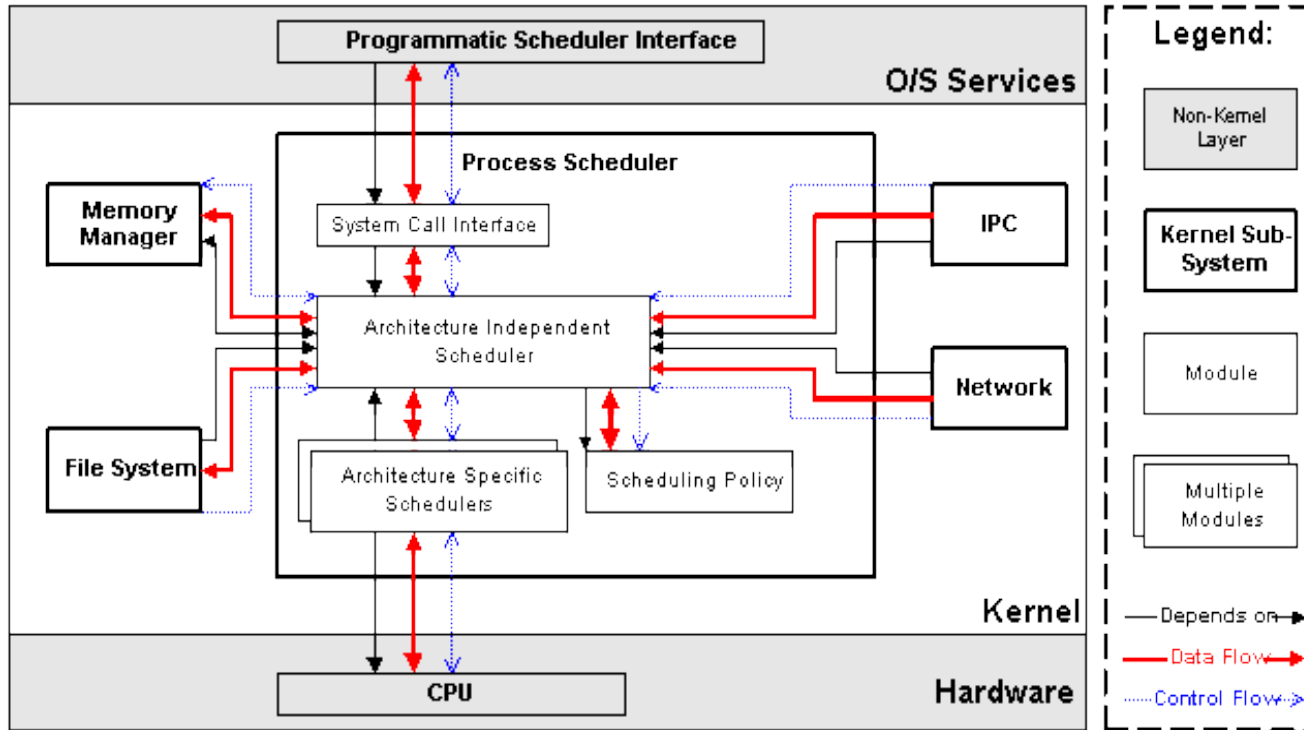 Programmatic Scheduler Interface
O/S Services
Process Scheduler
Memory
Manager
System Call Interface
IPC
Architecture Independent
Scheduler
Network
File System
Architecture Specific
Schedulers
Scheduling Policy
Kernel
CPU
Hardware
Legend:
Non-Kernel
Layer
Kernel Sub-
System
Module
Multiple
Modules
Depends on
Data Flow
Control Flow